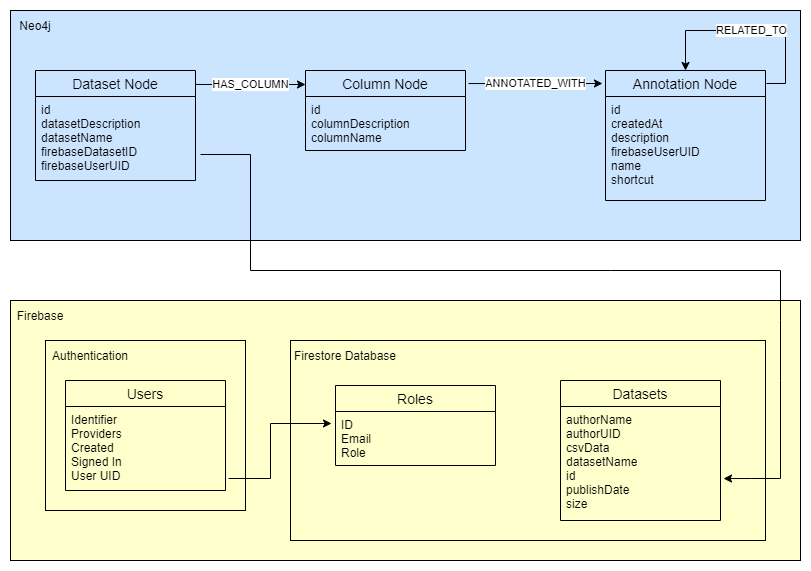 Neo4j
RELATED_TO
Dataset Node
HAS_COLUMN
Column Node
ANNOTATED_WITH
Annotation Node
id
datasetDescription
datasetName
firebaseDatasetID
firebaseUserUID
id
columnDescription
columnName
id
createdAt
description
firebaseUserUID
name
shortcut
Firebase
Authentication
Users
Identifier
Providers
Created
Signed In
User UID
Firestore Database
Roles
ID
Email
Role
Datasets
authorName
authorUID
csvData
datasetName
id
publishDate
size